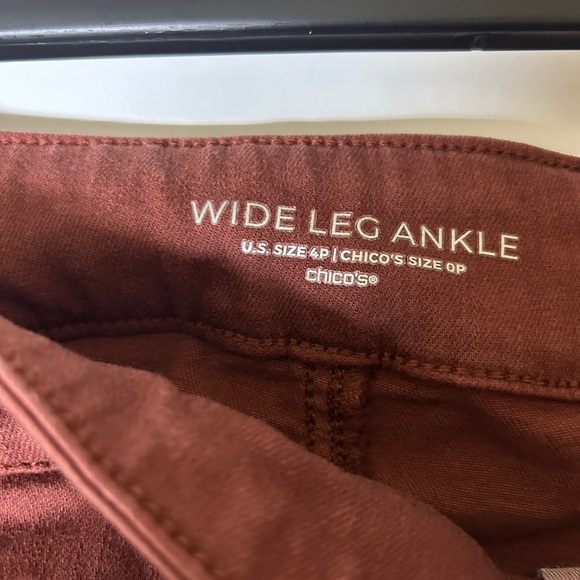 WIDE LEG ANKLE
U.S. SIZE 4P | CHICO'S SIZE 0P
chico's®